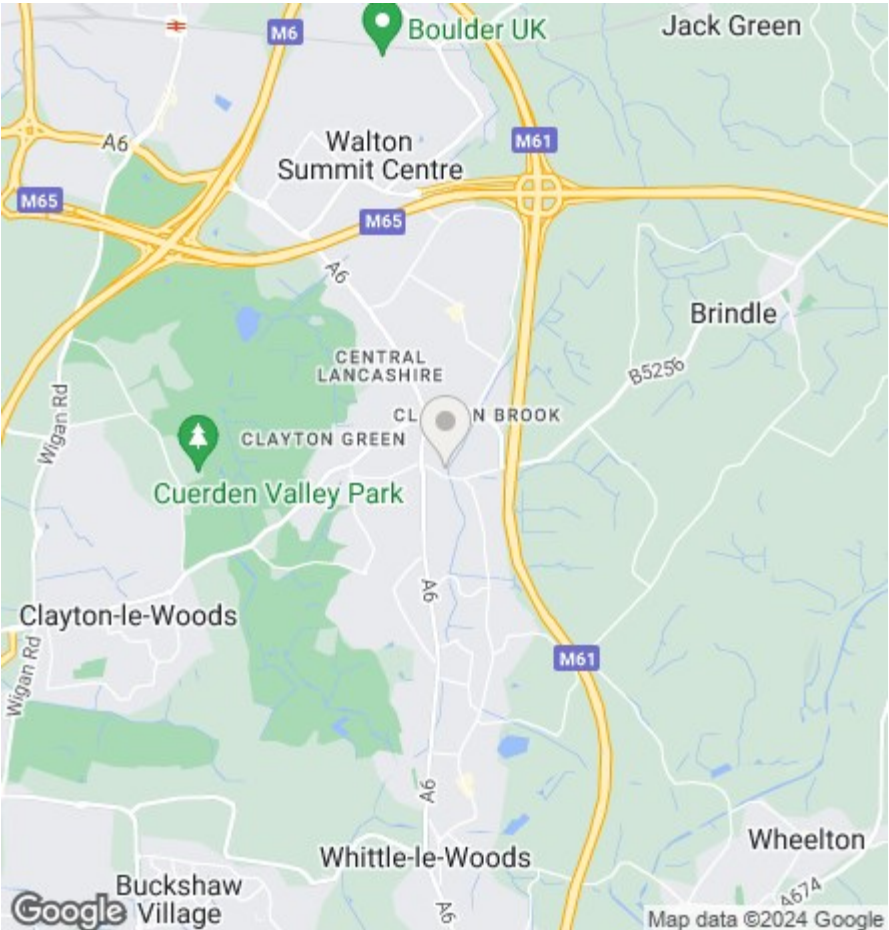 M6
Boulder UK
Jack Green
A6
Walton
Summit Centre
M61
M65
M65
A6
Brindle
CENTRAL
LANCASHIRE
B5256
Wigan Rd
CL
N BROOK
CLAYTON GREEN
Cuerden Valley Park
A6
Clayton-le-Woods
M61
Wigan Rd
A6
Wheelton
Whittle-le-Woods
Buckshaw
Village
A6
A674
Google
Map data ©2024 Google